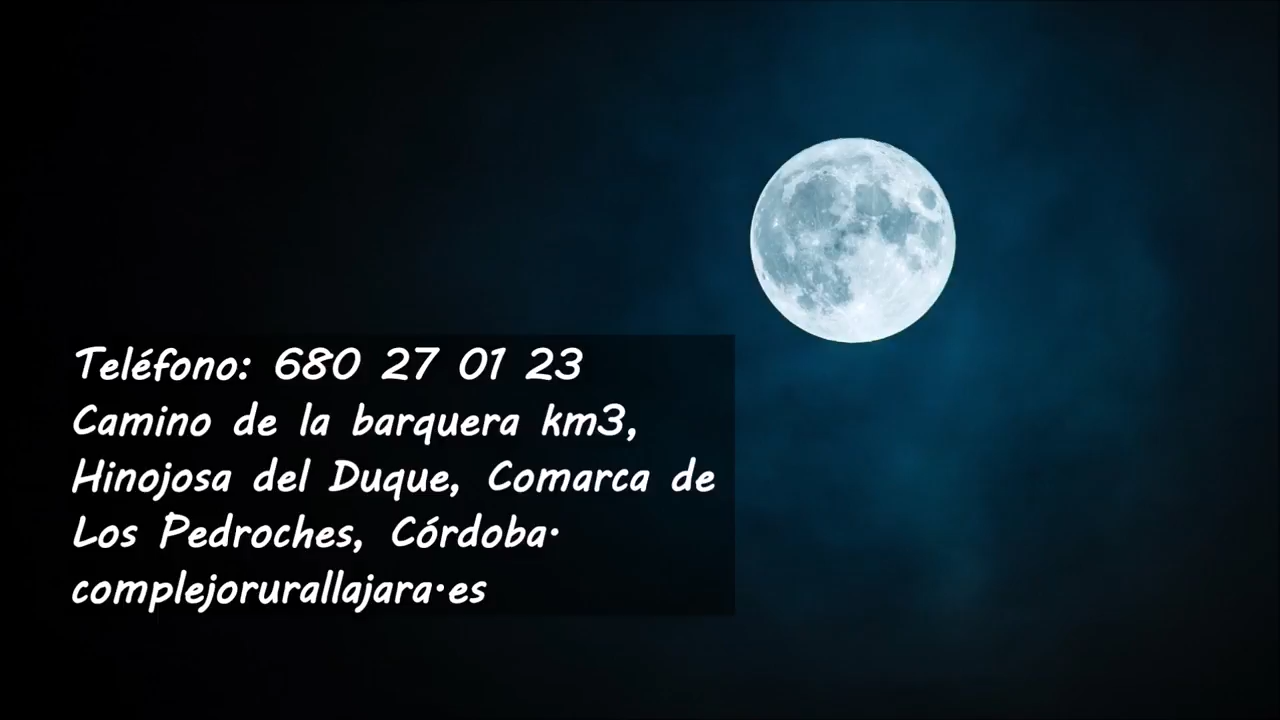 Teléfono: 680 27 01 23
Camino de la barquera km3,
Hinojosa del Duque, Comarca de
Los Pedroches, Córdoba.
complejorurallajara.es